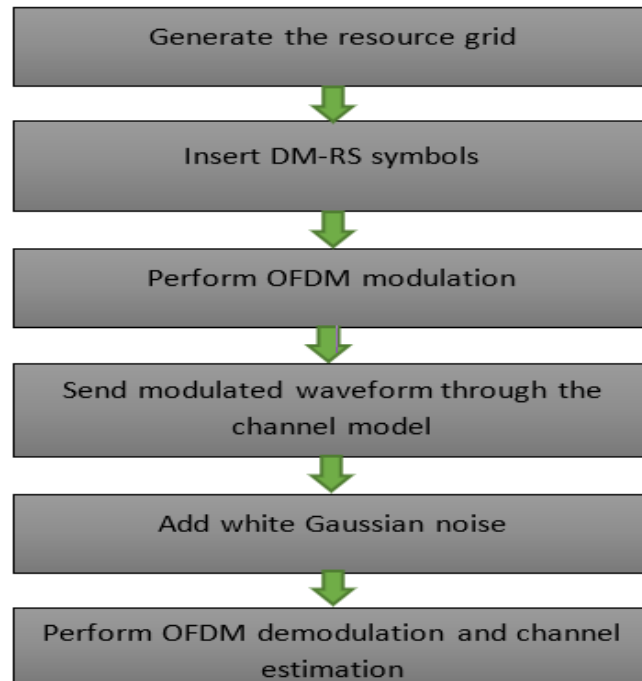 Generate the resource grid
Insert DM-RS symbols
Perform OFDM modulation
Send modulated waveform through the
channel model
Add white Gaussian noise
Perform OFDM demodulation and channel
estimation